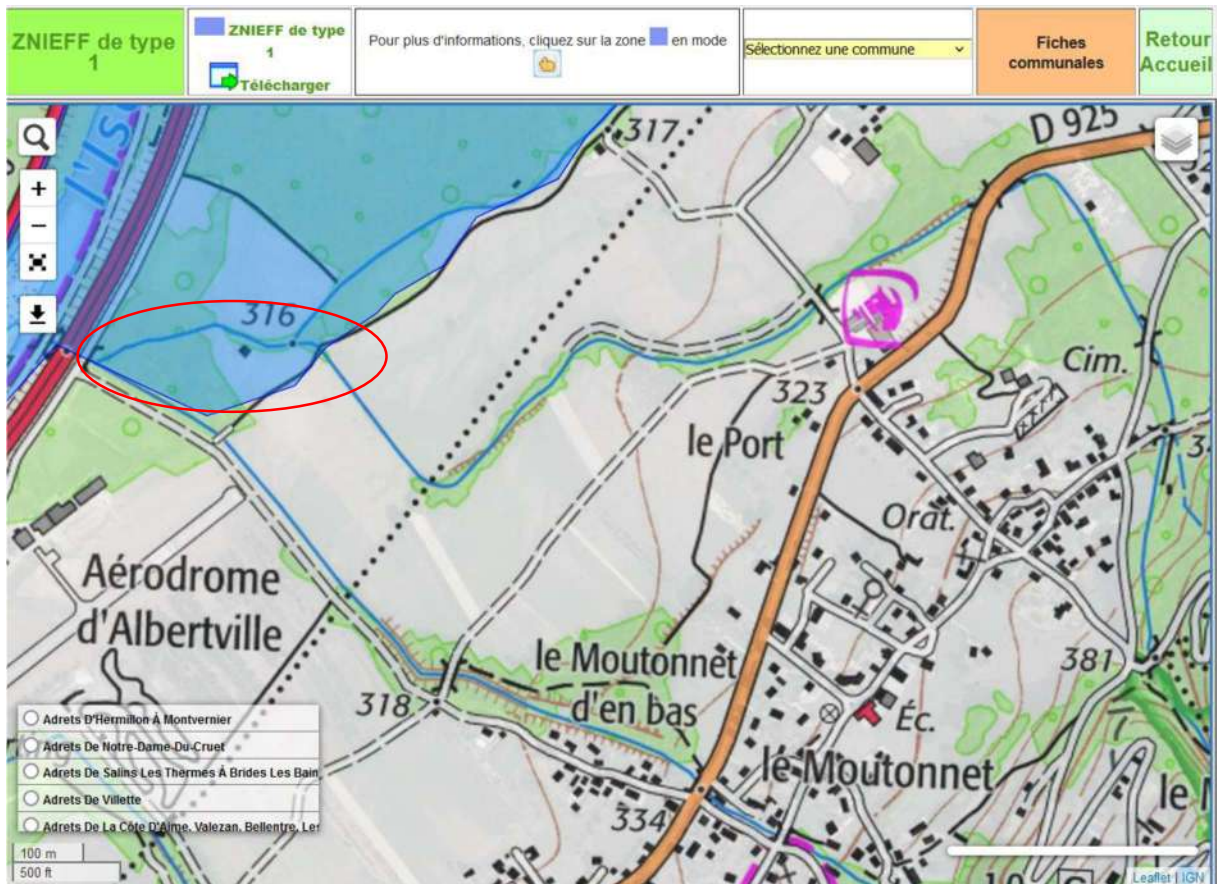 ZNIEFF de type
1
ZNIEFF de type
1
Télécharger
Pour plus d'informations, cliquez sur la zone en mode
Sélectionnez une commune
Fiches
communales
Retour
Accueil
317
D 925
316
Cim.
323
le Port
Orat.
Aérodrome
d'Albertville
le Moutonnet
d'en bas
381
318
Éc.
le Moutonnet
334
Adrets D'Hermillon À Montvernier
Adrets De Notre-Dame-Du-Cruet
Adrets De Salins Les Thermes À Brides Les Bain
Adrets De Villette
Adrets De La Côte D'Aime, Valezan, Bellentre, Les
100 m
500 ft
Leaflet | IGN